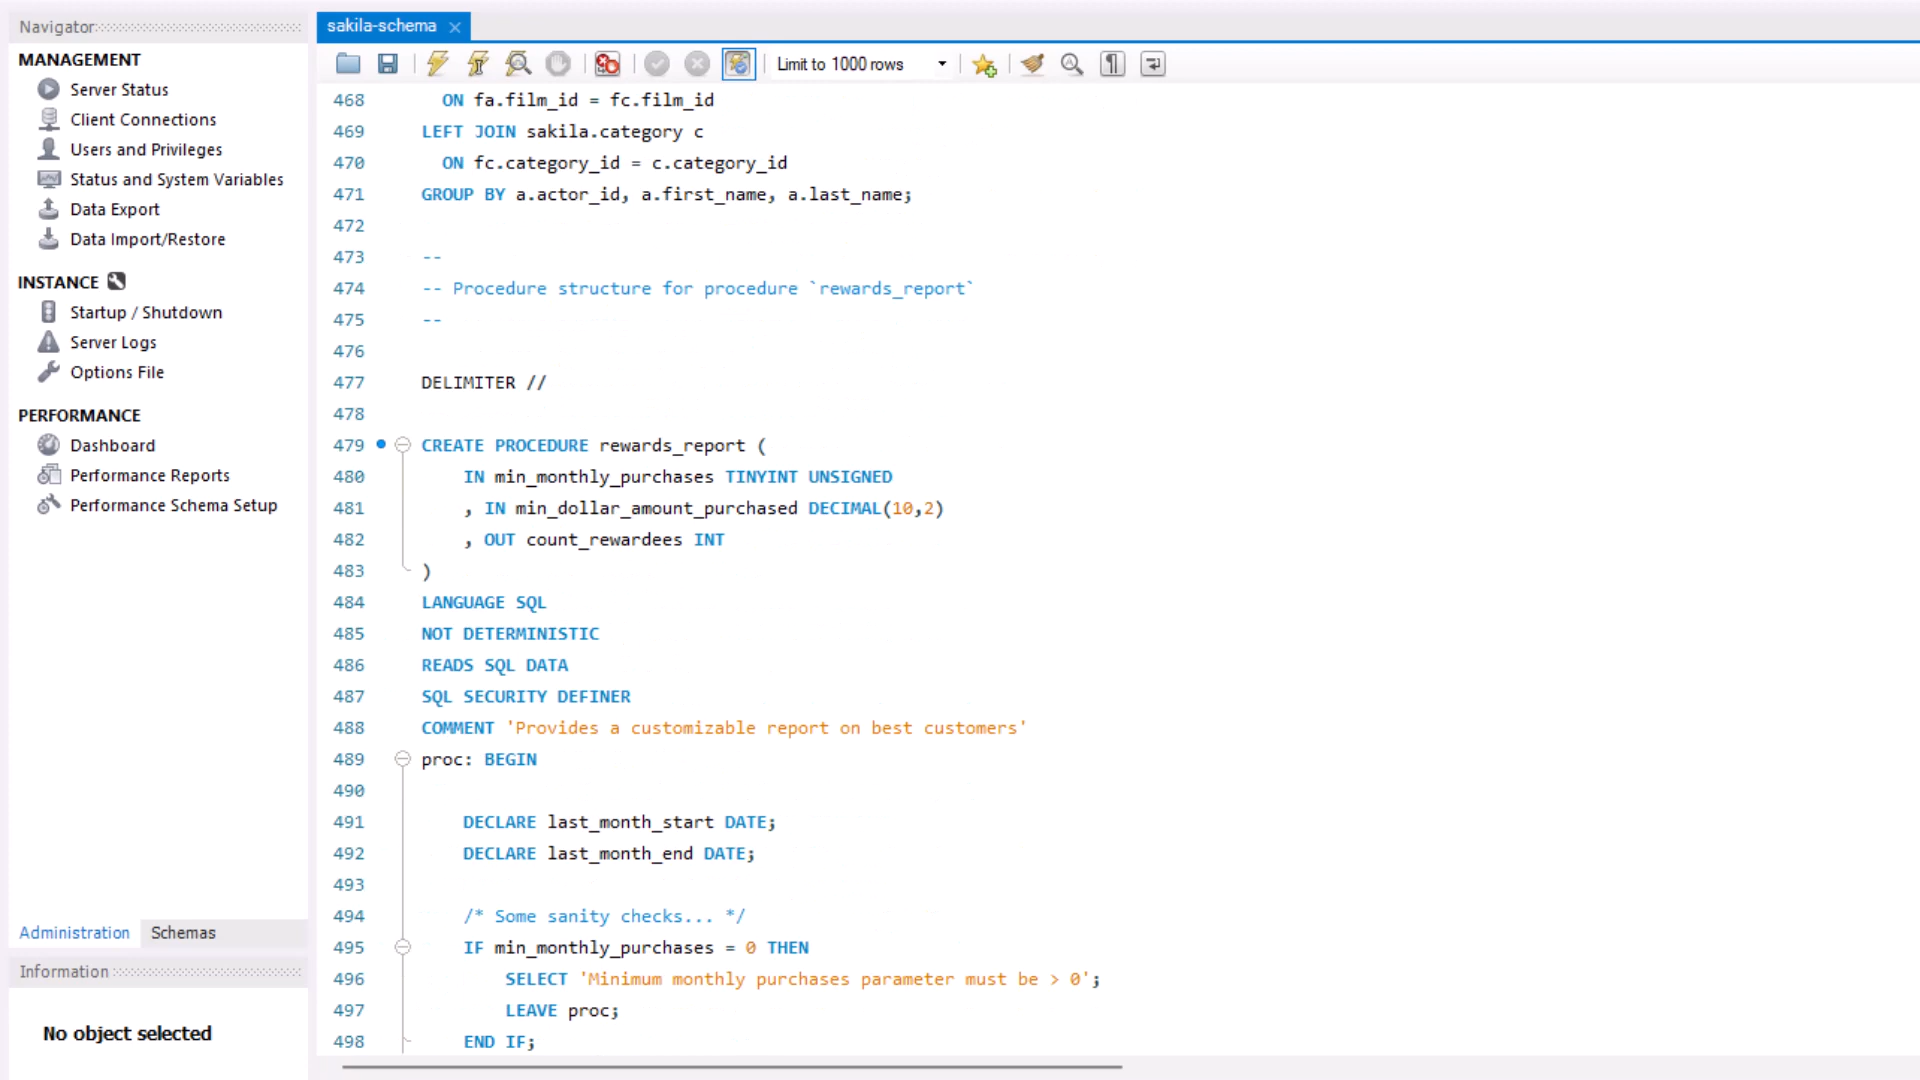 Navigator
MANAGEMENT
Server Status
Client Connections
Users and Privileges
Status and System Variables
Data Export
Data Import/Restore
INSTANCE
Startup / Shutdown
Server Logs
Options File
PERFORMANCE
Dashboard
Performance Reports
Performance Schema Setup
Administration Schemas
Information
No object selected
sakila-schema
Limit to 1000 rows
468 ON fa.film_id = fc.film_id
469 LEFT JOIN sakila.category c
470 ON fc.category_id = c.category_id
471 GROUP BY a.actor_id, a.first_name, a.last_name;
472
473 --
474 -- Procedure structure for procedure `rewards_report`
475 --
476
477 DELIMITER //
478
479 CREATE PROCEDURE rewards_report (
480 IN min_monthly_purchases TINYINT UNSIGNED
481 , IN min_dollar_amount_purchased DECIMAL(10,2)
482 , OUT count_rewardees INT
483 )
484 LANGUAGE SQL
485 NOT DETERMINISTIC
486 READS SQL DATA
487 SQL SECURITY DEFINER
488 COMMENT 'Provides a customizable report on best customers'
489 proc: BEGIN
490
491 DECLARE last_month_start DATE;
492 DECLARE last_month_end DATE;
493
494 /* Some sanity checks... */
495 IF min_monthly_purchases = 0 THEN
496 SELECT 'Minimum monthly purchases parameter must be > 0';
497 LEAVE proc;
498 END IF;